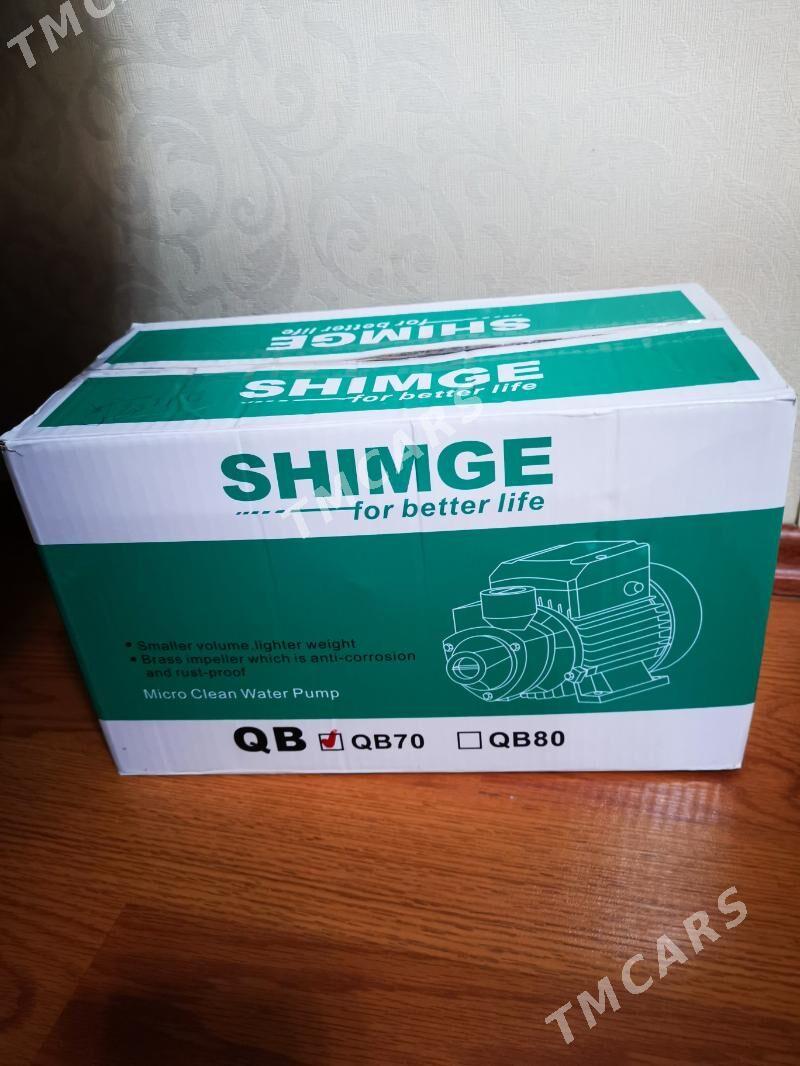 TMCARS
SHIMGE
for better life
SHIMGE
for better life
SHIMGE
for better life
TMCARS
• Smaller volume,lighter weight
• Brass impeller which is anti-corrosion
and rust-proof
Micro Clean Water Pump
QB QB70 QB80
TMCARS